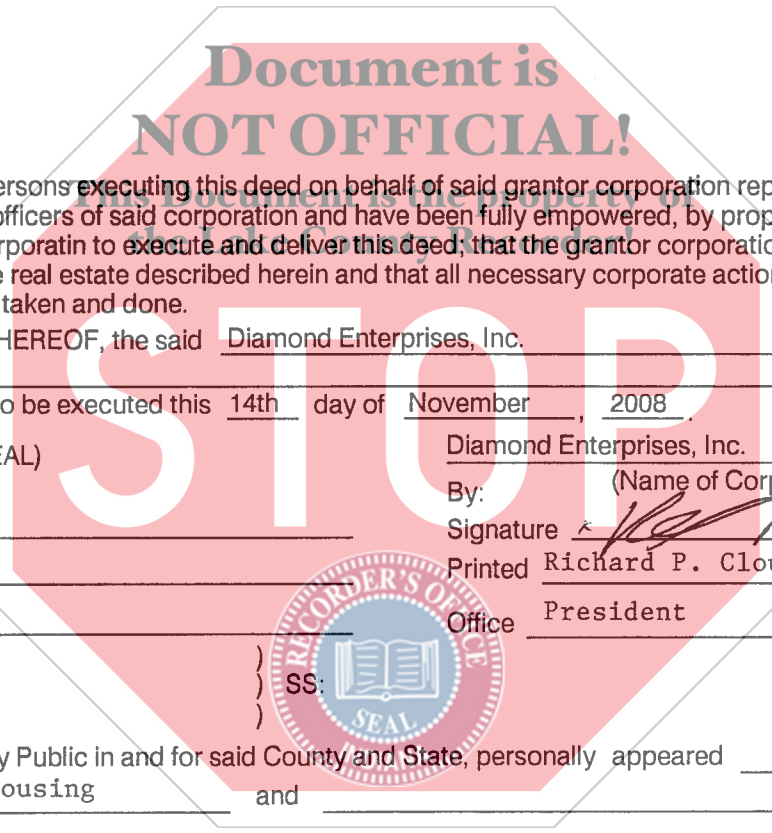 Document is
NOT OFFICIAL!
This Document is the property of
the Lake County Recorder!
ersons executing this deed on behalf of said grantor corporation rep
officers of said corporation and have been fully empowered, by prop
rporatin to execute and deliver this deed; that the grantor corporatio
e real estate described herein and that all necessary corporate action
taken and done.
HEREOF, the said Diamond Enterprises, Inc.
STOP
o be executed this 14th day of November, 2008.
EAL)
Diamond Enterprises, Inc.
By: (Name of Corp
Signature
Printed Richard P. Clou
Office President
RECORDER'S OFFICE
SEAL
INDIANA
) 
) SS:
)
y Public in and for said County and State, personally appeared
ousing and